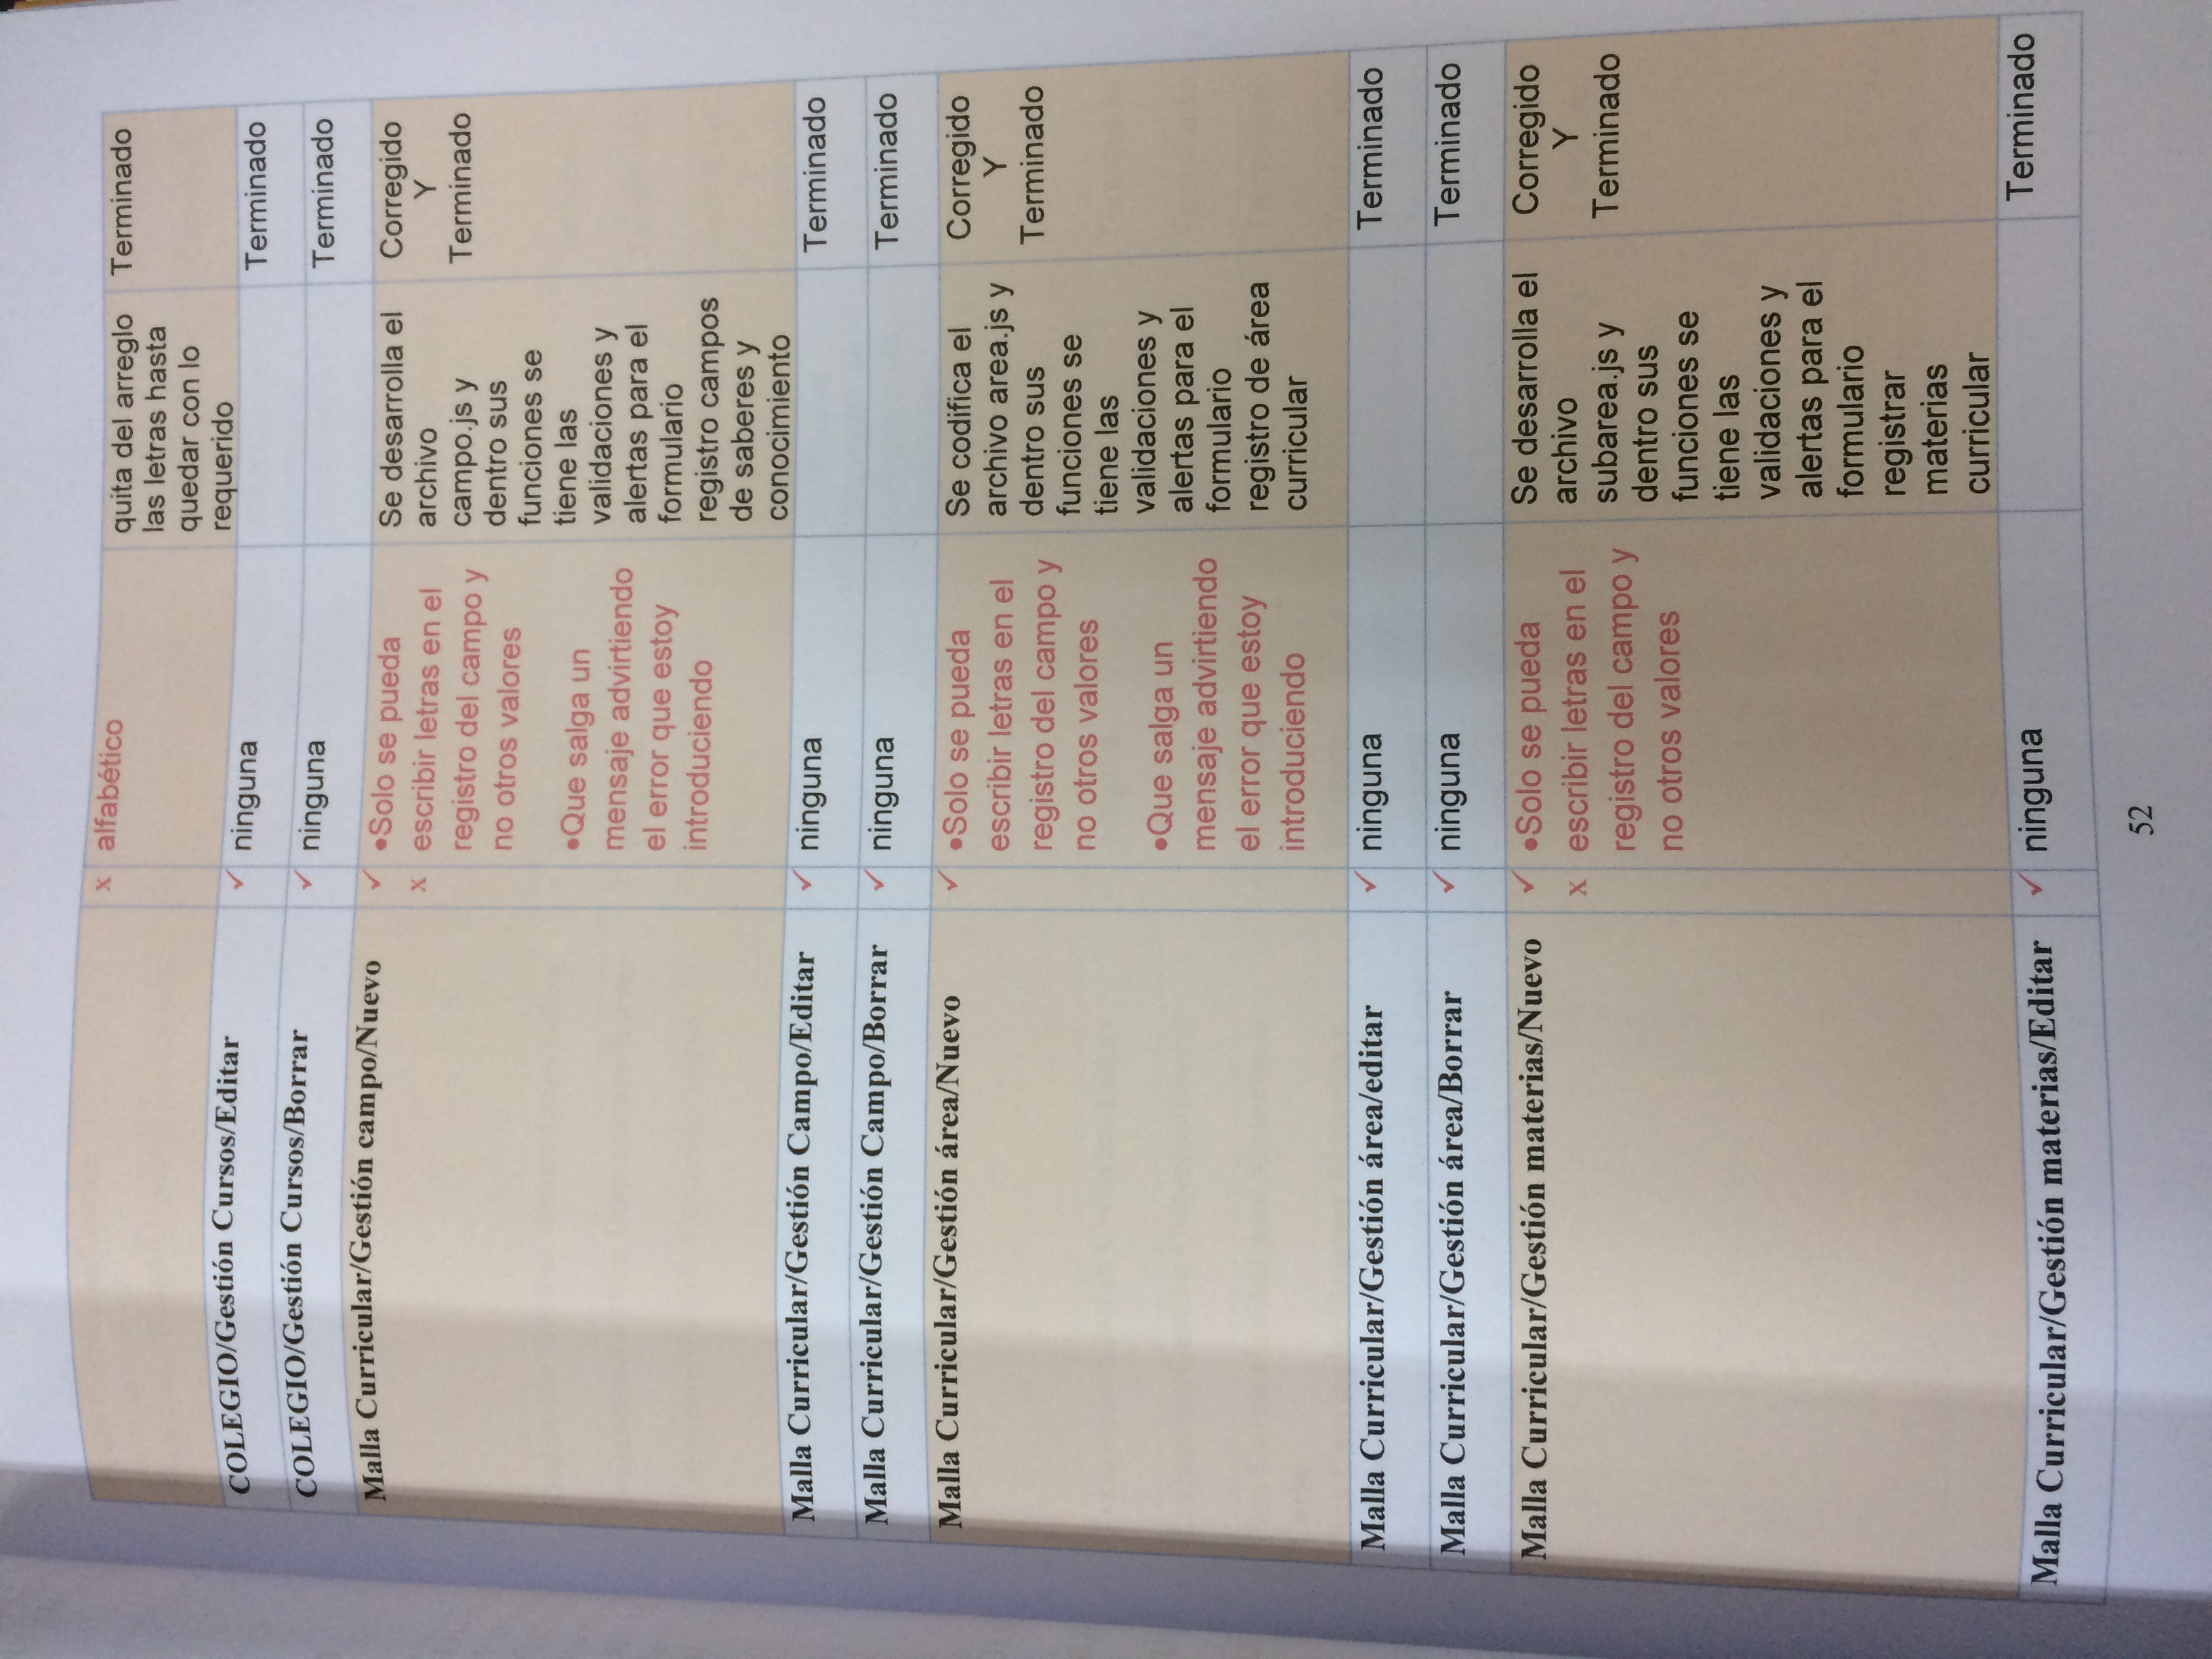 x alfabético
quita del arreglo
las letras hasta
quedar con lo
requerido
Terminado
COLEGIO/Gestión Cursos/Editar
✓ ninguna
Terminado
COLEGIO/Gestión Cursos/Borrar
✓ ninguna
Terminado
Malla Curricular/Gestión campo/Nuevo
✓
x
•Solo se pueda
escribir letras en el
registro del campo y
no otros valores
•Que salga un
mensaje advirtiendo
el error que estoy
introduciendo
Se desarrolla el
archivo
campo.js y
dentro sus
funciones se
tiene las
validaciones y
alertas para el
formulario
registro campos
de saberes y
conocimiento
Corregido
Y
Terminado
Malla Curricular/Gestión Campo/Editar
✓ ninguna
Terminado
Malla Curricular/Gestión Campo/Borrar
✓ ninguna
Terminado
Malla Curricular/Gestión área/Nuevo
✓
•Solo se pueda
escribir letras en el
registro del campo y
no otros valores
•Que salga un
mensaje advirtiendo
el error que estoy
introduciendo
Se codifica el
archivo area.js y
dentro sus
funciones se
tiene las
validaciones y
alertas para el
formulario
registro de área
curricular
Corregido
Y
Terminado
Malla Curricular/Gestión área/editar
✓ ninguna
Terminado
Malla Curricular/Gestión área/Borrar
✓ ninguna
Terminado
Malla Curricular/Gestión materias/Nuevo
✓
x
•Solo se pueda
escribir letras en el
registro del campo y
no otros valores
Se desarrolla el
archivo
subarea.js y
dentro sus
funciones se
tiene las
validaciones y
alertas para el
formulario
registrar
materias
curricular
Corregido
Y
Terminado
Malla Curricular/Gestión materias/Editar
✓ ninguna
Terminado
52